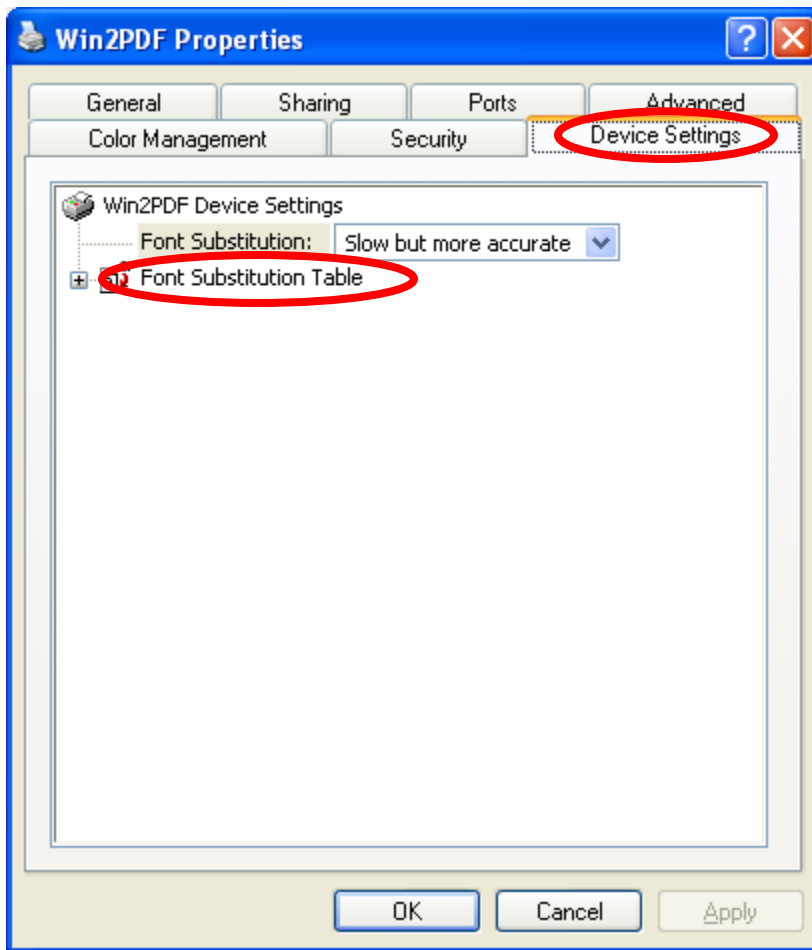 Win2PDF Properties
General Sharing Ports Advanced
Color Management Security Device Settings
Win2PDF Device Settings
Font Substitution: Slow but more accurate
Font Substitution Table
OK Cancel Apply